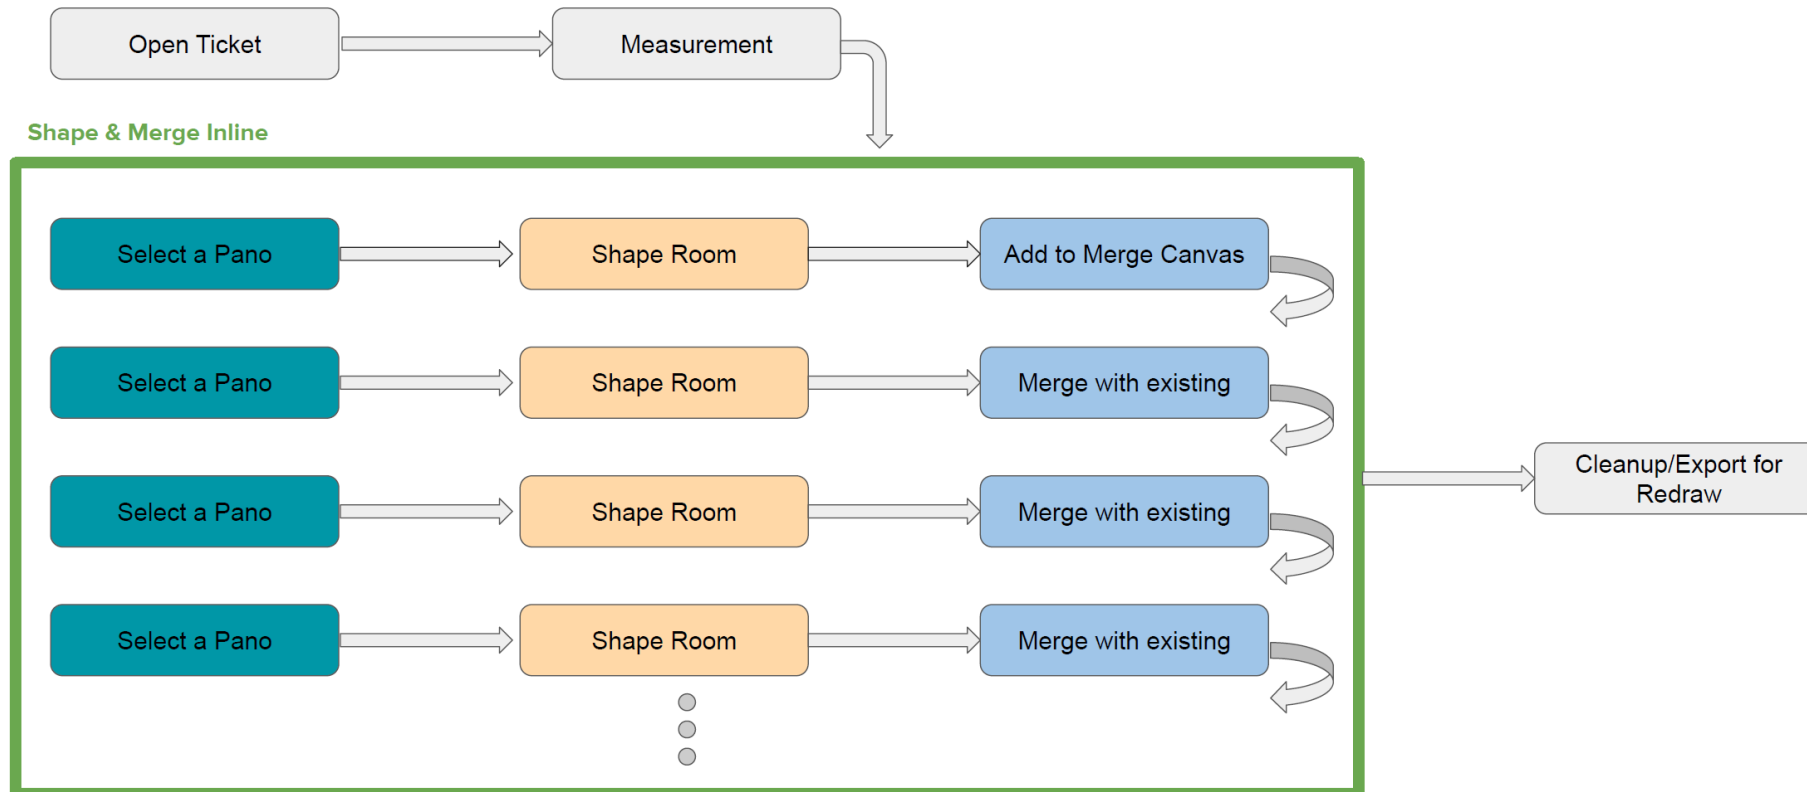 Open Ticket
Measurement
Shape & Merge Inline
Select a Pano
Shape Room
Add to Merge Canvas
Select a Pano
Shape Room
Merge with existing
Select a Pano
Shape Room
Merge with existing
Cleanup/Export for
Redraw
Select a Pano
Shape Room
Merge with existing